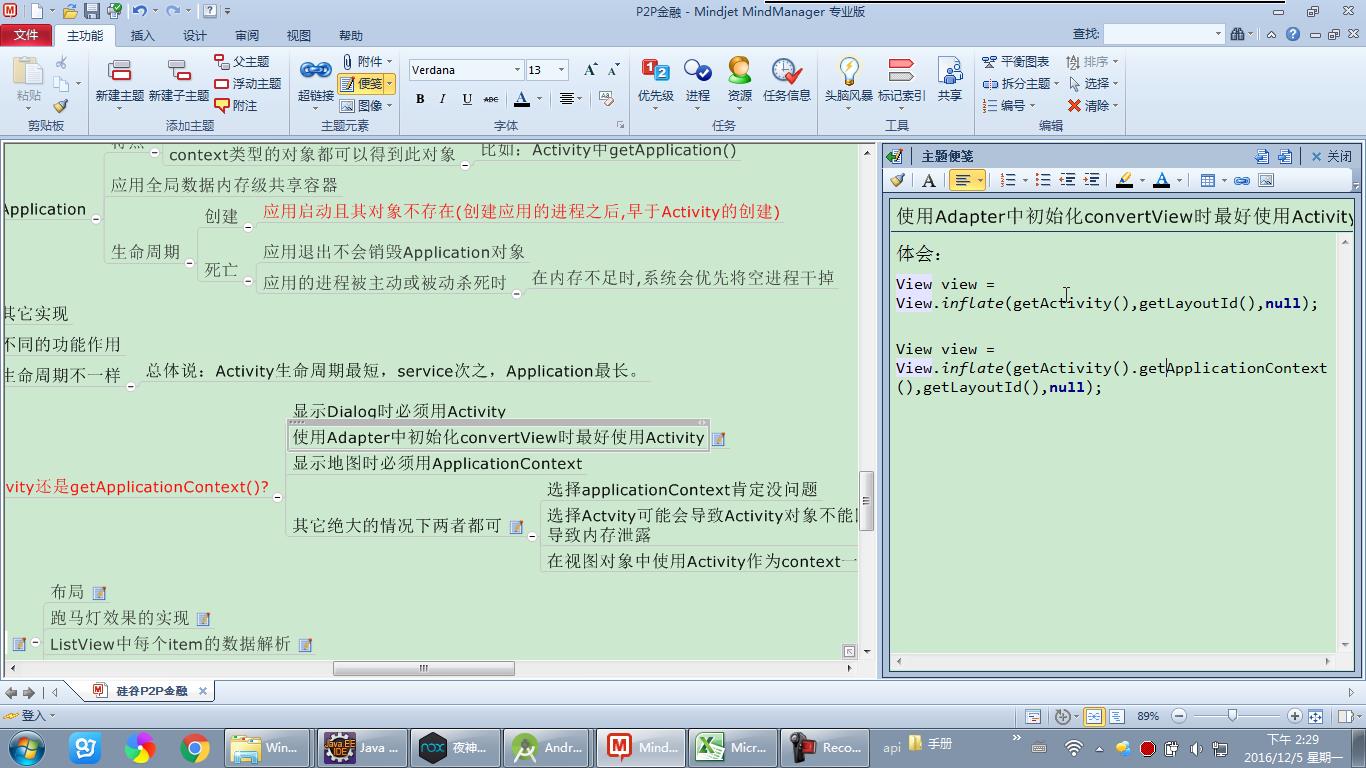 P2P金融 - Mindjet MindManager 专业版
文件 主功能 插入 设计 审阅 视图 帮助 查找:
粘贴
剪贴板
新建主题 新建子主题
父主题
浮动主题
附注
添加主题
超链接
附件
便笺
图像
主题元素
Verdana 13
B I U ABC A
字体
优先级 进程 资源 任务信息
任务
头脑风暴 标记索引 共享
工具
平衡图表 排序
拆分主题 选择
编号 清除
编辑
context类型的对象都可以得到此对象 比如：Activity中getApplication()
应用全局数据内存级共享容器
Application
创建 应用启动且其对象不存在(创建应用的进程之后,早于Activity的创建)
生命周期
应用退出不会销毁Application对象
死亡
应用的进程被主动或被动杀死时 在内存不足时,系统会优先将空进程干掉
其它实现
不同的功能作用
生命周期不一样 总体说：Activity生命周期最短，service次之，Application最长。
显示Dialog时必须用Activity
使用Adapter中初始化convertView时最好使用Activity
显示地图时必须用ApplicationContext
vity还是getApplicationContext()?
选择applicationContext肯定没问题
其它绝大的情况下两者都可
选择Actvity可能会导致Activity对象不能
导致内存泄露
在视图对象中使用Activity作为context一
布局
跑马灯效果的实现
ListView中每个item的数据解析
主题便笺 关闭
使用Adapter中初始化convertView时最好使用Activity
体会：
View view =
View.inflate(getActivity(),getLayoutId(),null);
View view =
View.inflate(getActivity().getApplicationContext
(),getLayoutId(),null);
硅谷P2P金融
登入 89%
Win... Java ... 夜神... Andr... Mind... Micr... Reco... api 手册
下午 2:29
2016/12/5 星期一